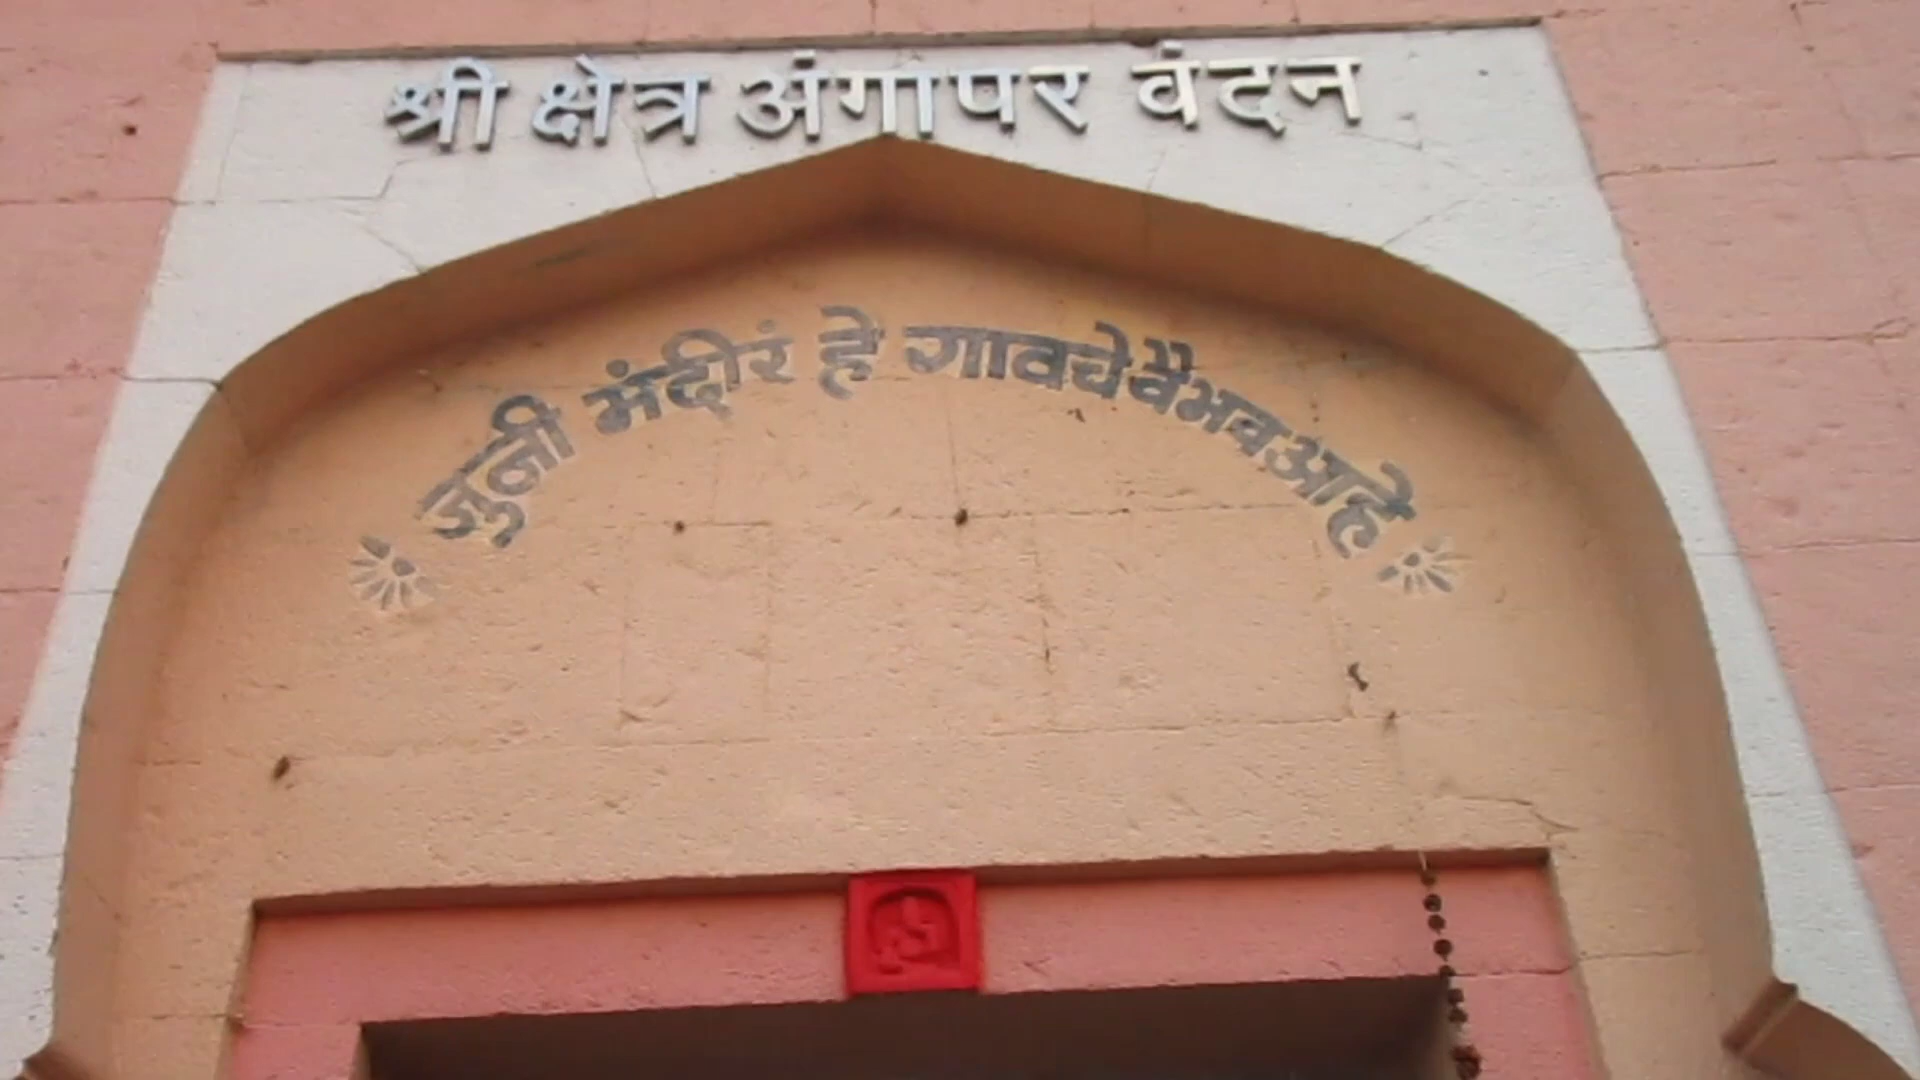 श्री क्षेत्र अंगापर वंदन
जुनी मंदीरं हे गावचे वैभव आहे